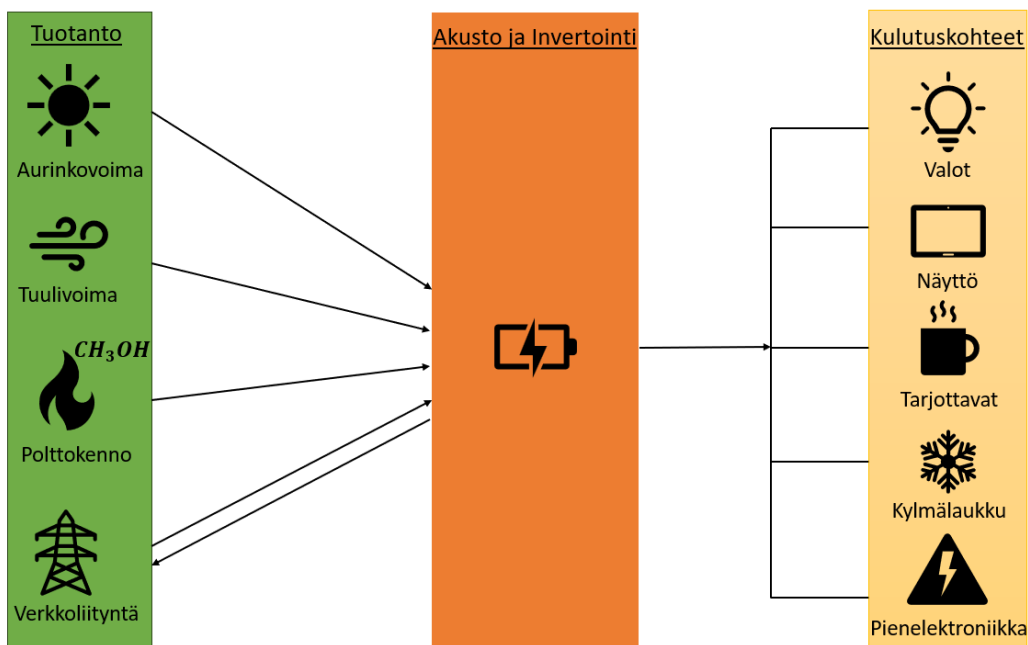 Tuotanto
Aurinkovoima
Tuulivoima
CH₃OH
Polttokenno
Verkkoliityntä
Akusto ja Invertointi
Kulutuskohteet
Valot
Näyttö
Tarjottavat
Kylmälaukku
Pienelektroniikka